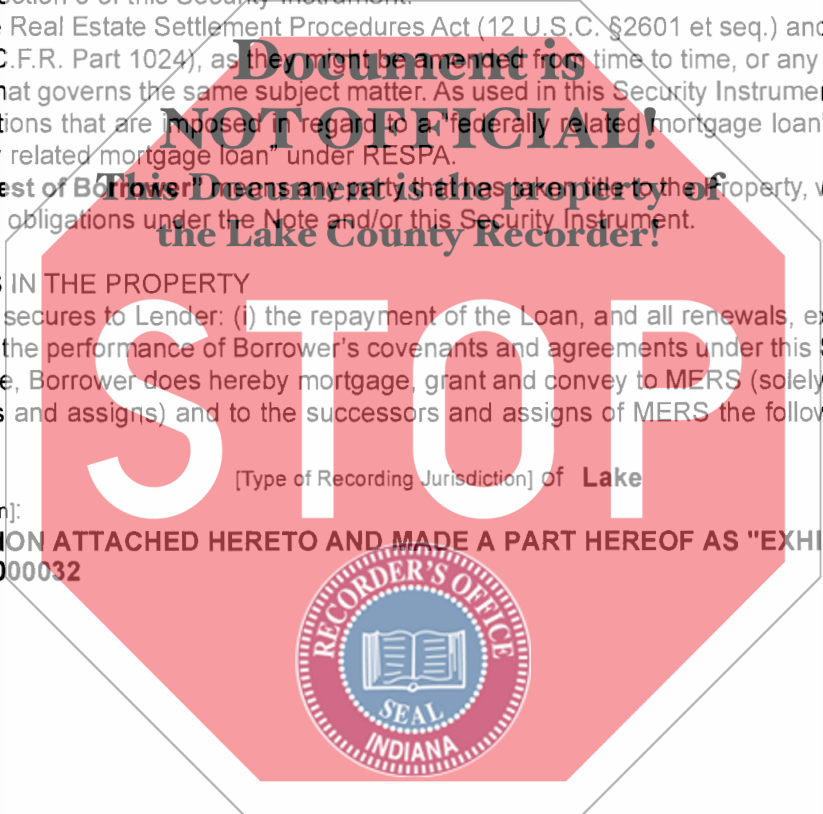 ction 3 of this Security Instrument.
Real Estate Settlement Procedures Act (12 U.S.C. §2601 et seq.) and
C.F.R. Part 1024), as they might be amended from time to time, or any
Document is
hat governs the same subject matter. As used in this Security Instrumen
NOT OFFICIAL!
tions that are imposed in regard to a "federally related mortgage loan"
related mortgage loan" under RESPA.
This Document is the property of
est of Borrower" means any party that has taken title to the Property, w
obligations under the Note and/or this Security Instrument.
the Lake County Recorder!
IN THE PROPERTY
secures to Lender: (i) the repayment of the Loan, and all renewals, ex
the performance of Borrower's covenants and agreements under this S
e, Borrower does hereby mortgage, grant and convey to MERS (solely
s and assigns) and to the successors and assigns of MERS the follow
STOP
[Type of Recording Jurisdiction] of Lake
n]:
ION ATTACHED HERETO AND MADE A PART HEREOF AS "EXHI
000032
RECORDER'S OFFICE
SEAL
INDIANA